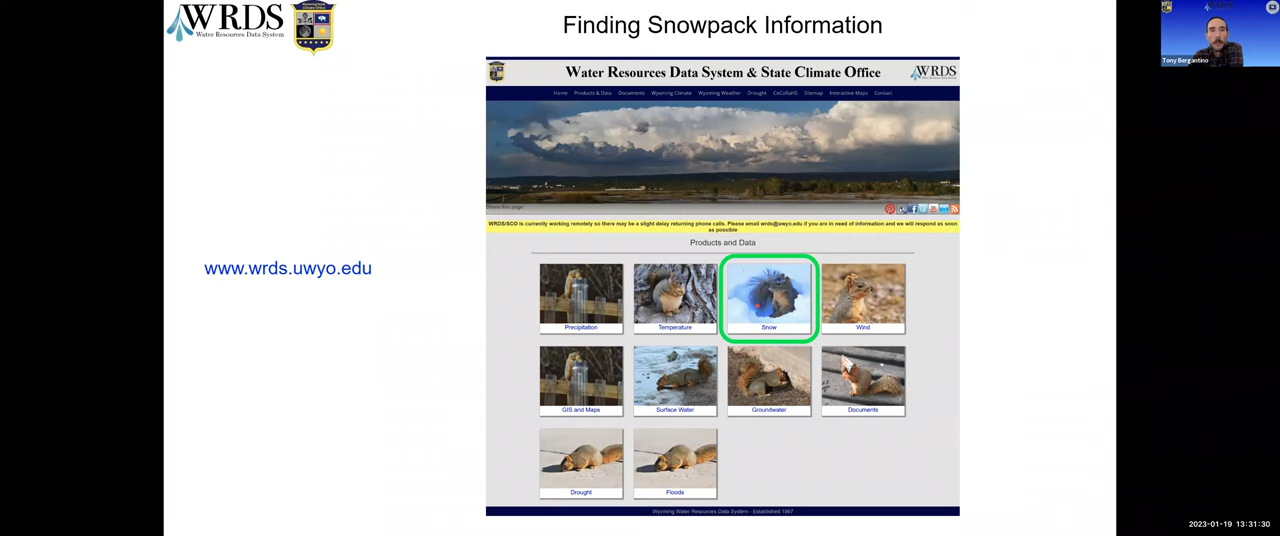 WRDS
Water Resources Data System
Finding Snowpack Information
Tony Bergantino
Water Resources Data System & State Climate Office
WRDS
Home Products & Data Documents Wyoming Climate Wyoming Weather Drought CoCoRaHS Sitemap Interactive Maps Contact
Share this page
WRDS/SCO is currently working remotely so there may be a slight delay returning phone calls. Please email wrds@uwyo.edu if you are in need of information and we will respond as soon
as possible
Products and Data
www.wrds.uwyo.edu
Precipitation Temperature Snow Wind
GIS and Maps Surface Water Groundwater Documents
Drought Floods
Wyoming Water Resources Data System - Established 1967
2023-01-19 13:31:30